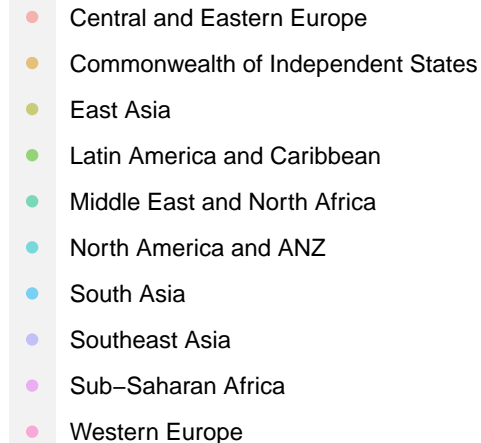 Central and Eastern Europe
Commonwealth of Independent States
East Asia
Latin America and Caribbean
Middle East and North Africa
North America and ANZ
South Asia
Southeast Asia
Sub−Saharan Africa
Western Europe